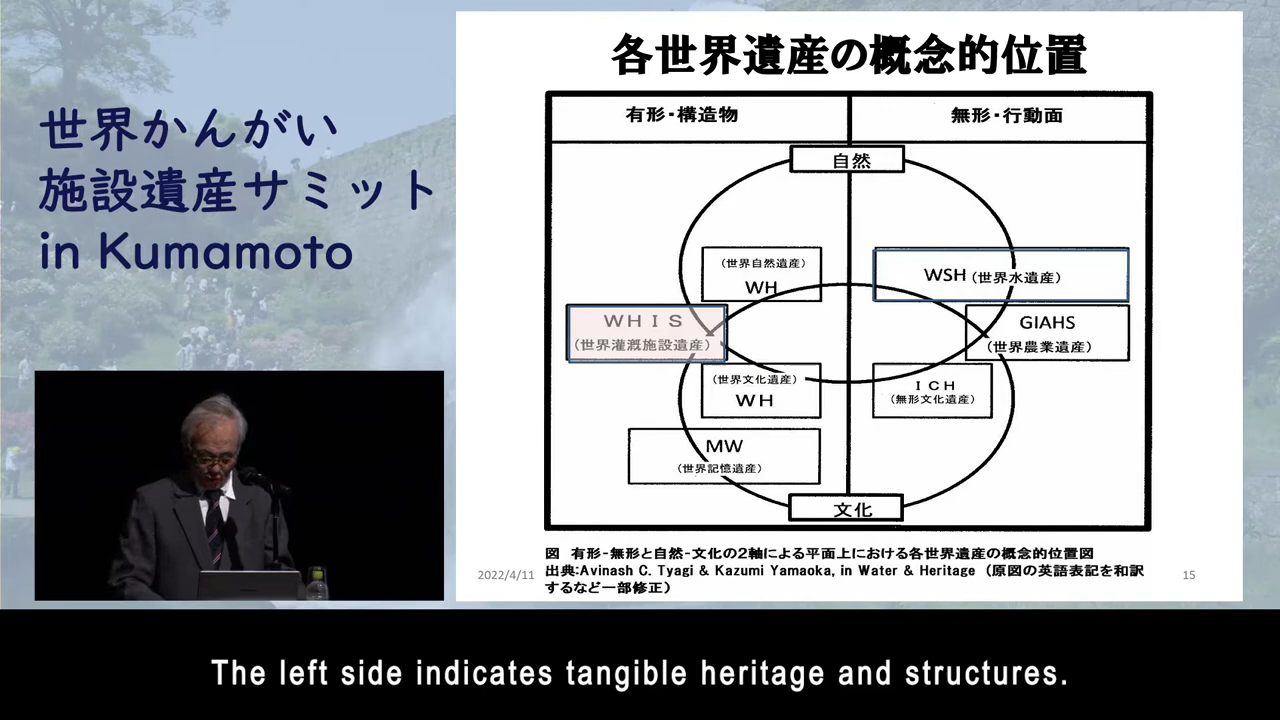 世界かんがい
施設遺産サミット
in Kumamoto
各世界遺産の概念的位置
有形・構造物
無形・行動面
自然
(世界自然遺産)
WH
WSH (世界水遺産)
WHIS
(世界灌漑施設遺産)
GIAHS
(世界農業遺産)
(世界文化遺産)
WH
ICH
(無形文化遺産)
MW
(世界記憶遺産)
文化
図 有形-無形と自然-文化の2軸による平面上における各世界遺産の概念的位置図
出典:Avinash C. Tyagi & Kazumi Yamaoka, in Water & Heritage (原図の英語表記を和訳
するなど一部修正)
2022/4/11
15
The left side indicates tangible heritage and structures.